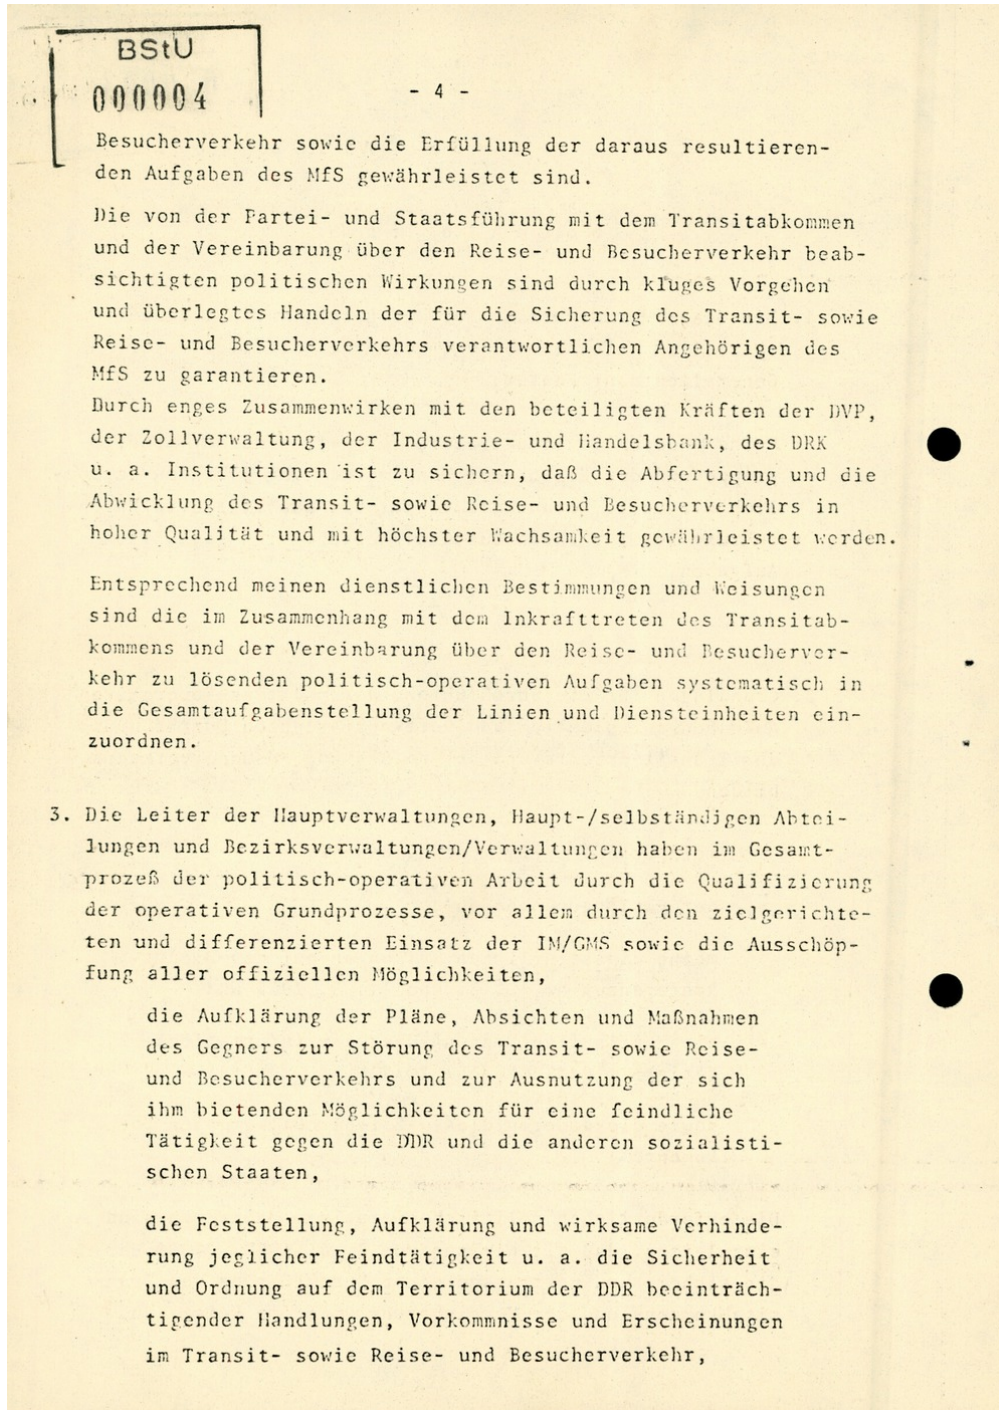 BStU
000004
- 4 -
Besucherverkehr sowie die Erfüllung der daraus resultieren-
den Aufgaben des MfS gewährleistet sind.
Die von der Partei- und Staatsführung mit dem Transitabkommen
und der Vereinbarung über den Reise- und Besucherverkehr beab-
sichtigten politischen Wirkungen sind durch kluges Vorgehen
und überlegtes Handeln der für die Sicherung des Transit- sowie
Reise- und Besucherverkehrs verantwortlichen Angehörigen des
MfS zu garantieren.
Durch enges Zusammenwirken mit den beteiligten Kräften der DVP,
der Zollverwaltung, der Industrie- und Handelsbank, des DRK
u. a. Institutionen ist zu sichern, daß die Abfertigung und die
Abwicklung des Transit- sowie Reise- und Besucherverkehrs in
hoher Qualität und mit höchster Wachsamkeit gewährleistet werden.
Entsprechend meinen dienstlichen Bestimmungen und Weisungen
sind die im Zusammenhang mit dem Inkrafttreten des Transitab-
kommens und der Vereinbarung über den Reise- und Besucherver-
kehr zu lösenden politisch-operativen Aufgaben systematisch in
die Gesamtaufgabenstellung der Linien und Diensteinheiten ein-
zuordnen.
3. Die Leiter der Hauptverwaltungen, Haupt-/selbständigen Abtei-
lungen und Bezirksverwaltungen/Verwaltungen haben im Gesamt-
prozeß der politisch-operativen Arbeit durch die Qualifizierung
der operativen Grundprozesse, vor allem durch den zielgerichte-
ten und differenzierten Einsatz der IM/GMS sowie die Ausschöp-
fung aller offiziellen Möglichkeiten,
die Aufklärung der Pläne, Absichten und Maßnahmen
des Gegners zur Störung des Transit- sowie Reise-
und Besucherverkehrs und zur Ausnutzung der sich
ihm bietenden Möglichkeiten für eine feindliche
Tätigkeit gegen die DDR und die anderen sozialisti-
schen Staaten,
die Feststellung, Aufklärung und wirksame Verhinde-
rung jeglicher Feindtätigkeit u. a. die Sicherheit
und Ordnung auf dem Territorium der DDR beeinträch-
tigender Handlungen, Vorkommnisse und Erscheinungen
im Transit- sowie Reise- und Besucherverkehr,